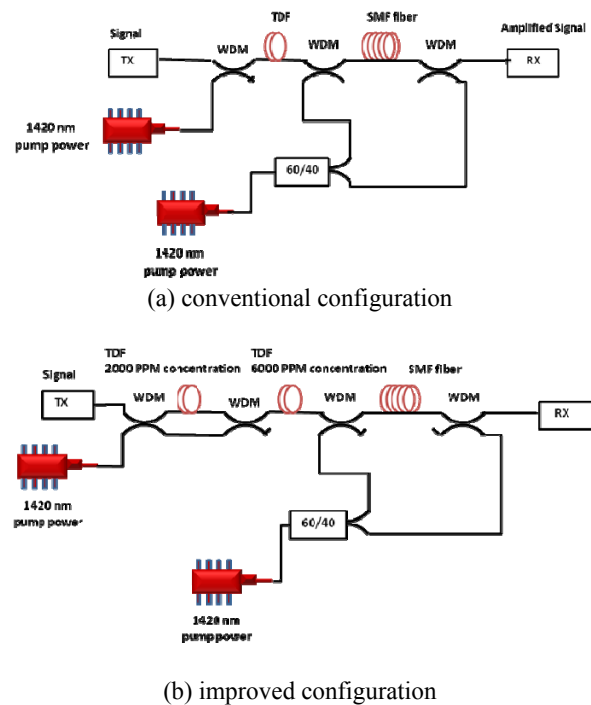 Signal
TDF
SMF fiber
Amplified Signal
TX
WDM
WDM
WDM
RX
1420 nm
pump power
60/40
1420 nm
pump power
(a) conventional configuration
TDF
2000 PPM concentration
TDF
6000 PPM concentration
SMF fiber
Signal
TX
WDM
WDM
WDM
WDM
RX
1420 nm
pump power
60/40
1420 nm
pump power
(b) improved configuration